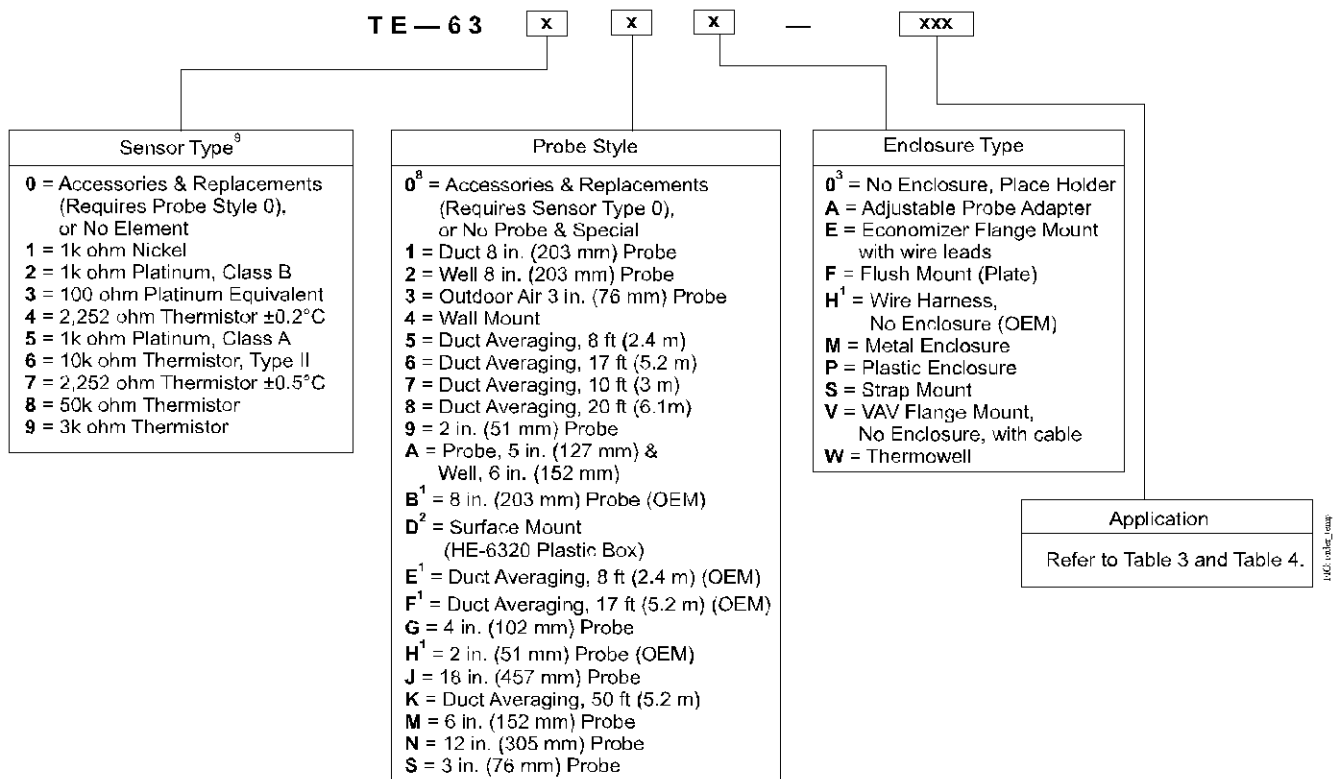 TE — 63 x x x — xxx
Sensor Type⁹
0 = Accessories & Replacements
(Requires Probe Style 0),
or No Element
1 = 1k ohm Nickel
2 = 1k ohm Platinum, Class B
3 = 100 ohm Platinum Equivalent
4 = 2,252 ohm Thermistor ±0.2°C
5 = 1k ohm Platinum, Class A
6 = 10k ohm Thermistor, Type II
7 = 2,252 ohm Thermistor ±0.5°C
8 = 50k ohm Thermistor
9 = 3k ohm Thermistor
Probe Style
0⁸ = Accessories & Replacements
(Requires Sensor Type 0),
or No Probe & Special
1 = Duct 8 in. (203 mm) Probe
2 = Well 8 in. (203 mm) Probe
3 = Outdoor Air 3 in. (76 mm) Probe
4 = Wall Mount
5 = Duct Averaging, 8 ft (2.4 m)
6 = Duct Averaging, 17 ft (5.2 m)
7 = Duct Averaging, 10 ft (3 m)
8 = Duct Averaging, 20 ft (6.1m)
9 = 2 in. (51 mm) Probe
A = Probe, 5 in. (127 mm) &
Well, 6 in. (152 mm)
B¹ = 8 in. (203 mm) Probe (OEM)
D² = Surface Mount
(HE-6320 Plastic Box)
E¹ = Duct Averaging, 8 ft (2.4 m) (OEM)
F¹ = Duct Averaging, 17 ft (5.2 m) (OEM)
G = 4 in. (102 mm) Probe
H¹ = 2 in. (51 mm) Probe (OEM)
J = 18 in. (457 mm) Probe
K = Duct Averaging, 50 ft (5.2 m)
M = 6 in. (152 mm) Probe
N = 12 in. (305 mm) Probe
S = 3 in. (76 mm) Probe
Enclosure Type
0³ = No Enclosure, Place Holder
A = Adjustable Probe Adapter
E = Economizer Flange Mount
with wire leads
F = Flush Mount (Plate)
H¹ = Wire Harness,
No Enclosure (OEM)
M = Metal Enclosure
P = Plastic Enclosure
S = Strap Mount
V = VAV Flange Mount,
No Enclosure, with cable
W = Thermowell
Application
Refer to Table 3 and Table 4.